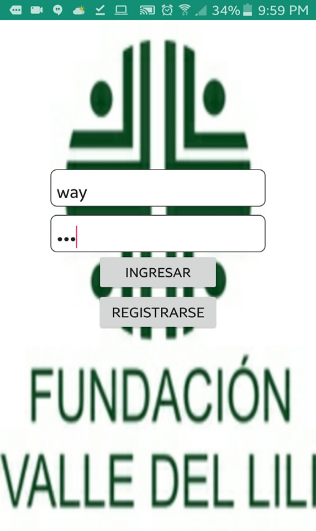 34% 9:59 PM
way
•••
INGRESAR
REGISTRARSE
FUNDACIÓN
VALLE DEL LILI